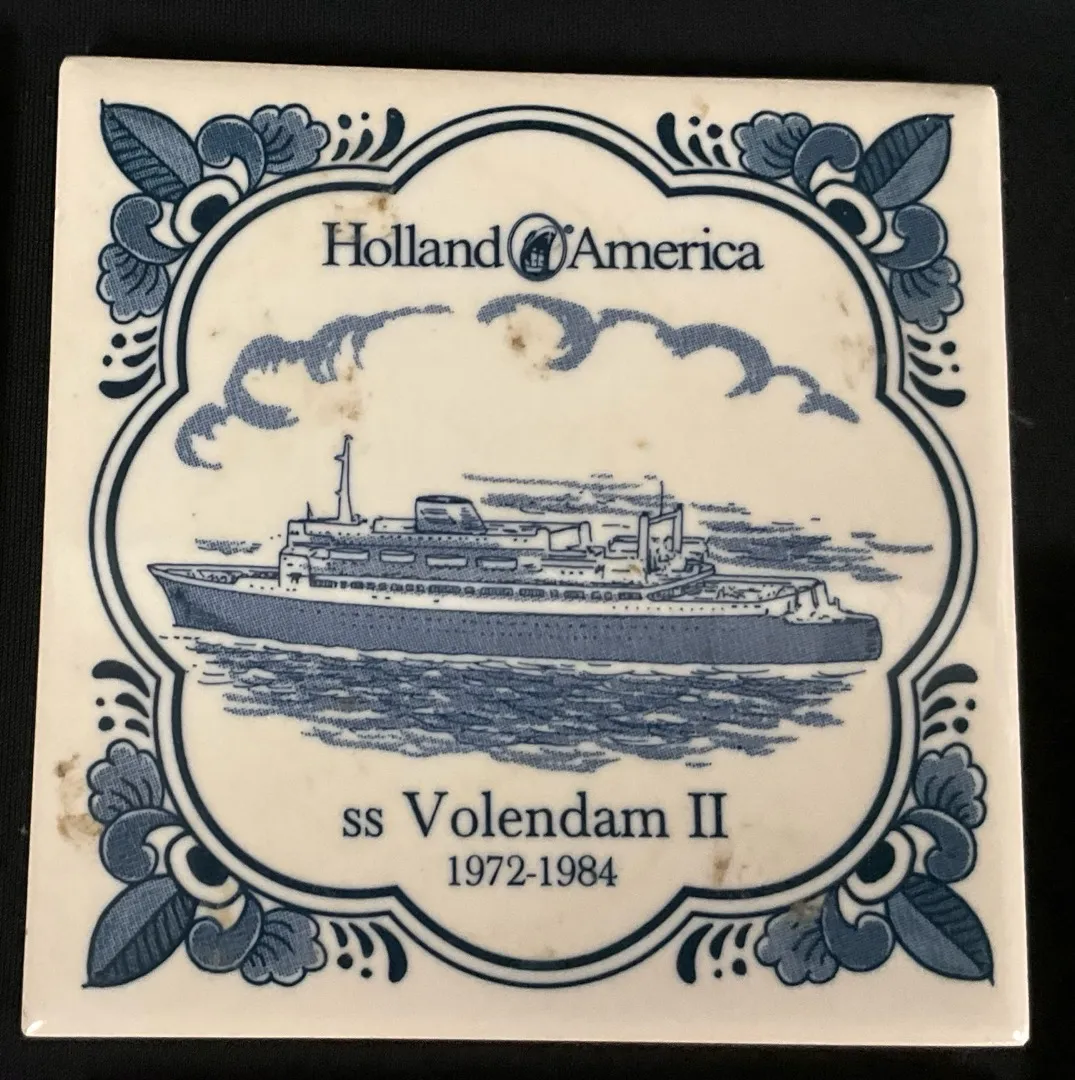 Holland America
ss Volendam II
1972-1984